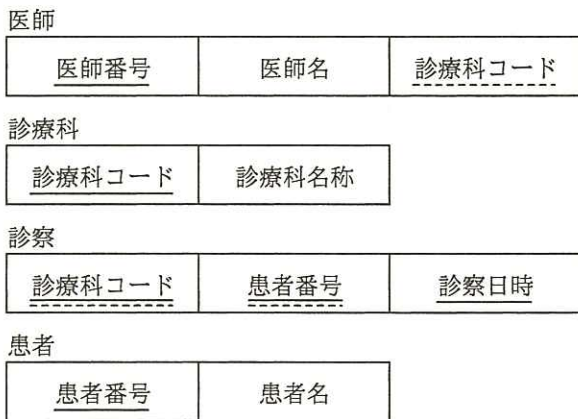 医師
医師番号 医師名 診療科コード
診療科
診療科コード 診療科名称
診察
診療科コード 患者番号 診察日時
患者
患者番号 患者名